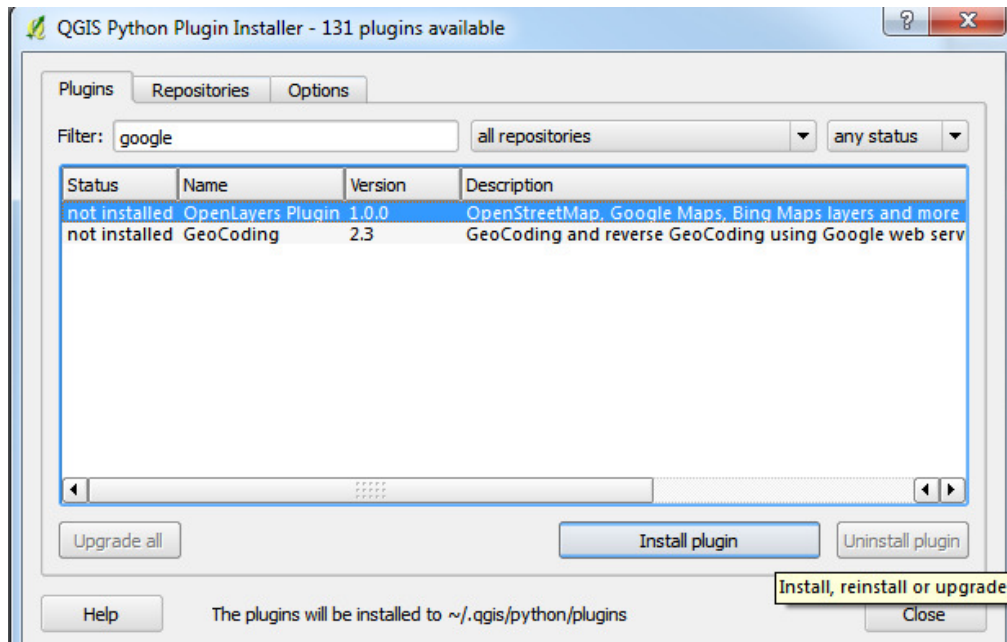 QGIS Python Plugin Installer - 131 plugins available
Plugins Repositories Options
Filter: google all repositories any status
Status Name Version Description
not installed OpenLayers Plugin 1.0.0 OpenStreetMap, Google Maps, Bing Maps layers and more
not installed GeoCoding 2.3 GeoCoding and reverse GeoCoding using Google web serv
Upgrade all Install plugin Uninstall plugin
Install, reinstall or upgrade
Help The plugins will be installed to ~/.qgis/python/plugins Close